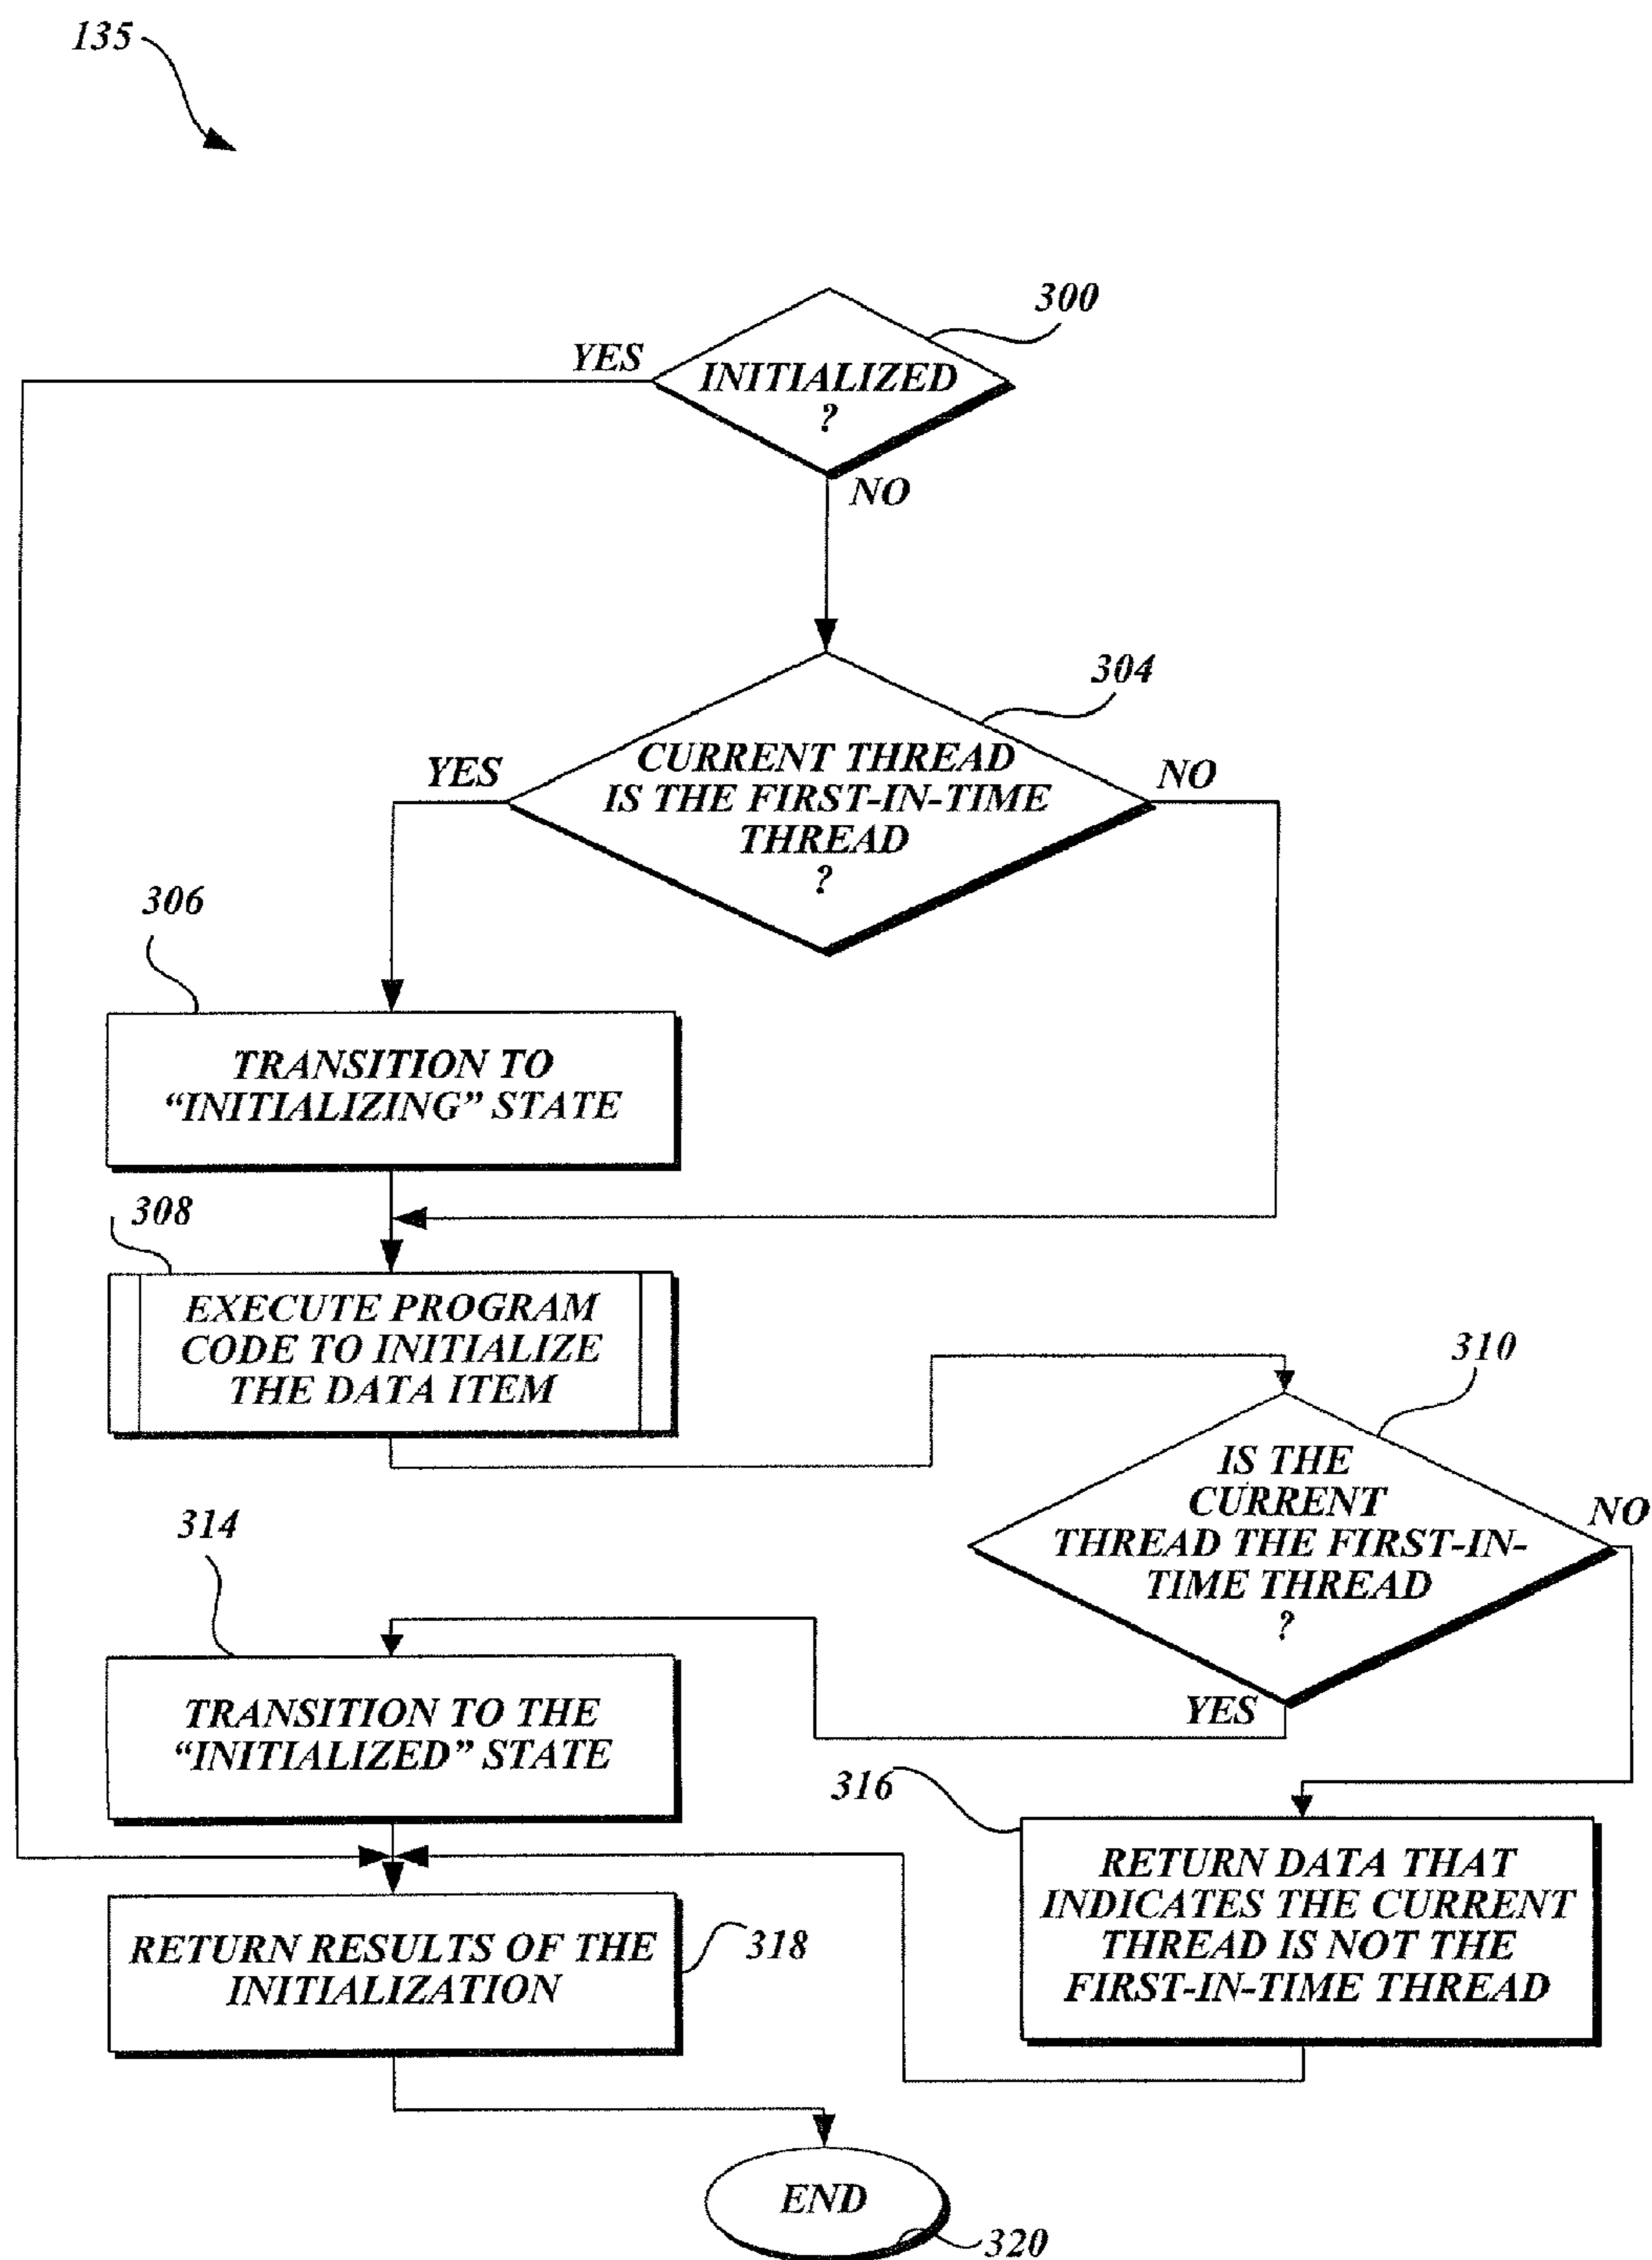 135
300
YES
INITIALIZED
?
NO
304
CURRENT THREAD
IS THE FIRST-IN-TIME
THREAD
?
YES
NO
306
TRANSITION TO
“INITIALIZING” STATE
308
EXECUTE PROGRAM
CODE TO INITIALIZE
THE DATA ITEM
310
IS THE
CURRENT
THREAD THE FIRST-IN-
TIME THREAD
?
NO
YES
314
TRANSITION TO THE
“INITIALIZED” STATE
316
RETURN DATA THAT
INDICATES THE CURRENT
THREAD IS NOT THE
FIRST-IN-TIME THREAD
RETURN RESULTS OF THE
INITIALIZATION
318
END
320